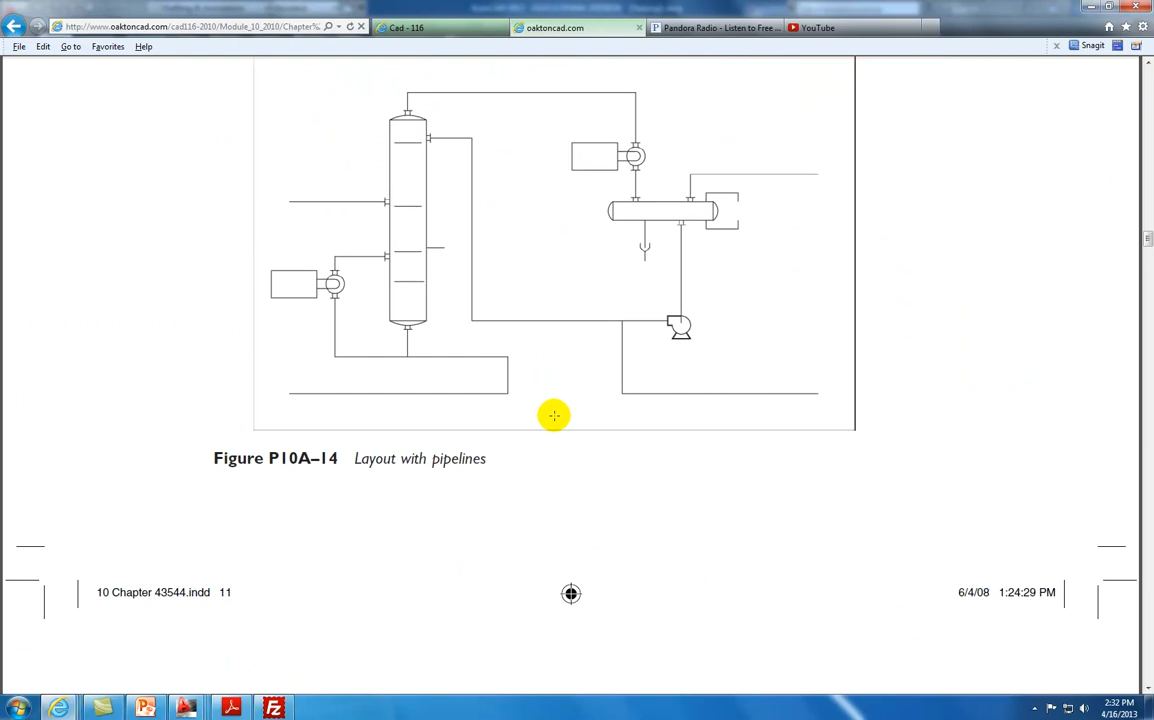 http://www.oaktoncad.com/cad116-2010/Module_10_2010/Chapter%
Cad - 116
oaktoncad.com
Pandora Radio - Listen to Free ...
YouTube
File Edit Go to Favorites Help
Snagit
Figure P10A–14 Layout with pipelines
10 Chapter 43544.indd 11
6/4/08 1:24:29 PM
2:32 PM
4/16/2013